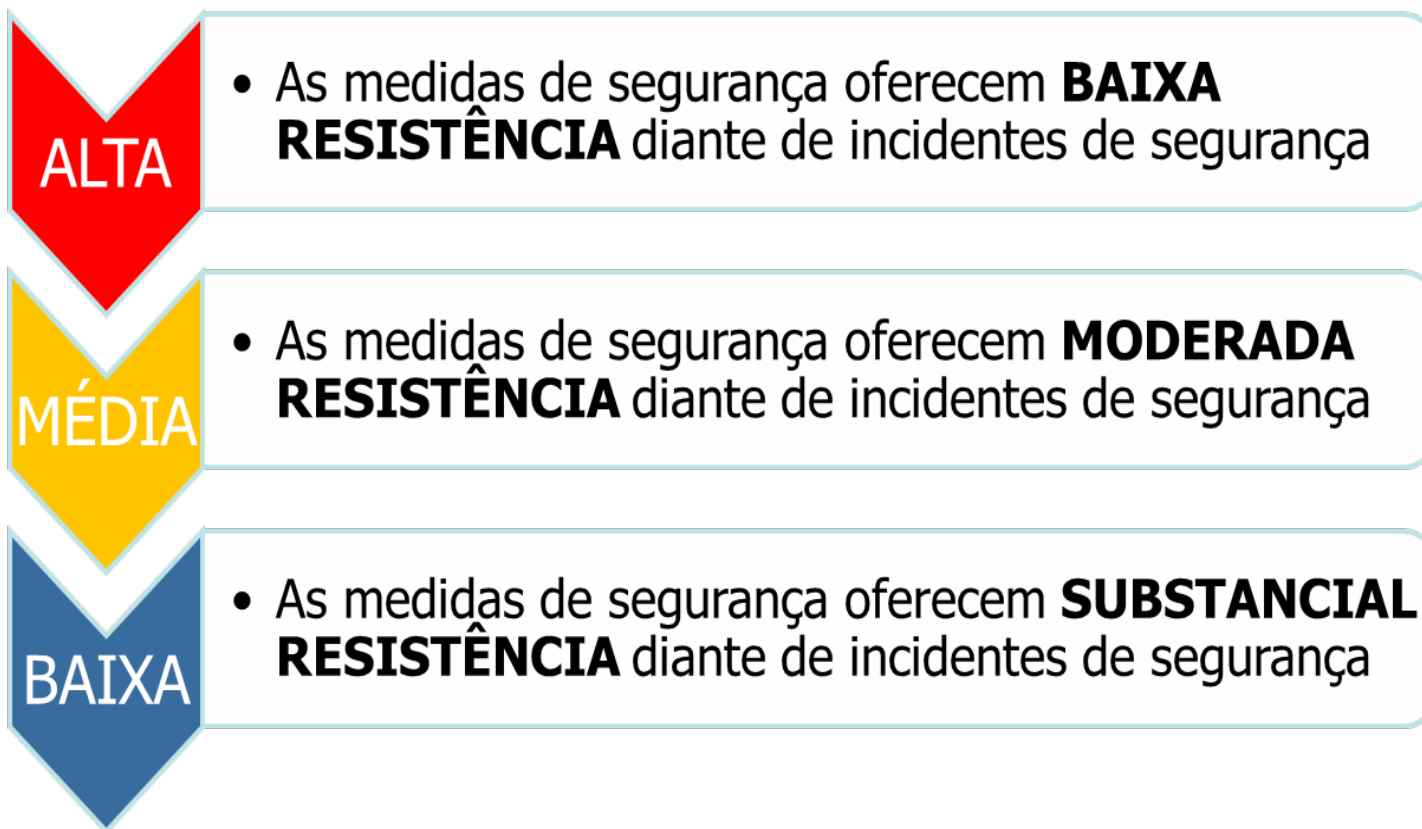 ALTA
• As medidas de segurança oferecem BAIXA
RESISTÊNCIA diante de incidentes de segurança
MÉDIA
• As medidas de segurança oferecem MODERADA
RESISTÊNCIA diante de incidentes de segurança
BAIXA
• As medidas de segurança oferecem SUBSTANCIAL
RESISTÊNCIA diante de incidentes de segurança